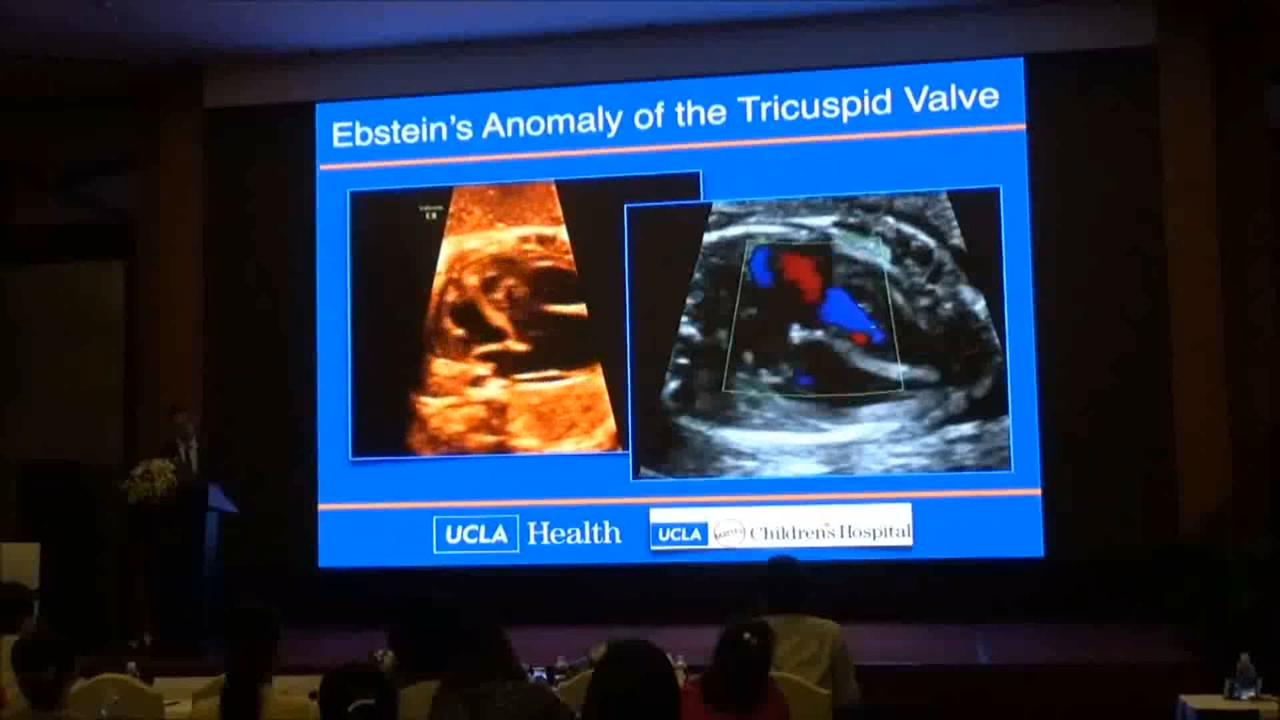 Ebstein's Anomaly of the Tricuspid Valve
UCLA Health
UCLA Children's Hospital